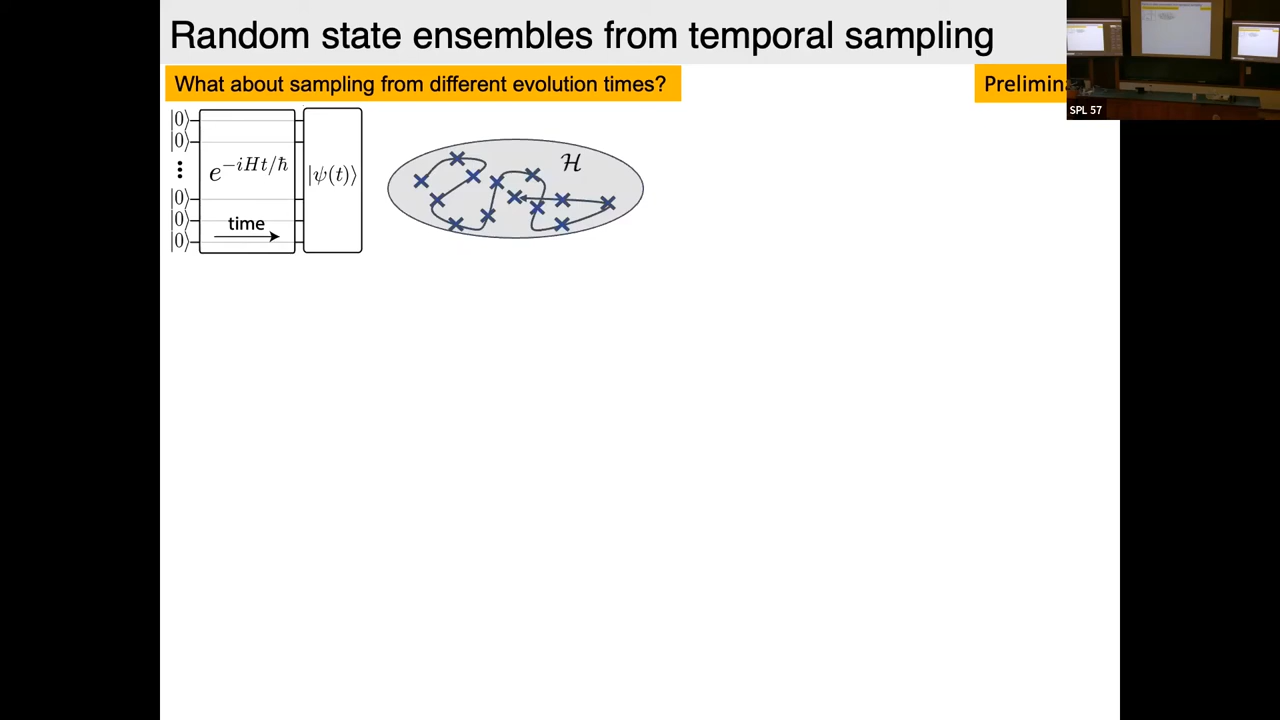 Random state ensembles from temporal sampling
What about sampling from different evolution times?
Prelimin
SPL 57
|0⟩
|0⟩
⋮
|0⟩
|0⟩
|0⟩
e^{-iHt/ħ}
time
|ψ(t)⟩
ℋ